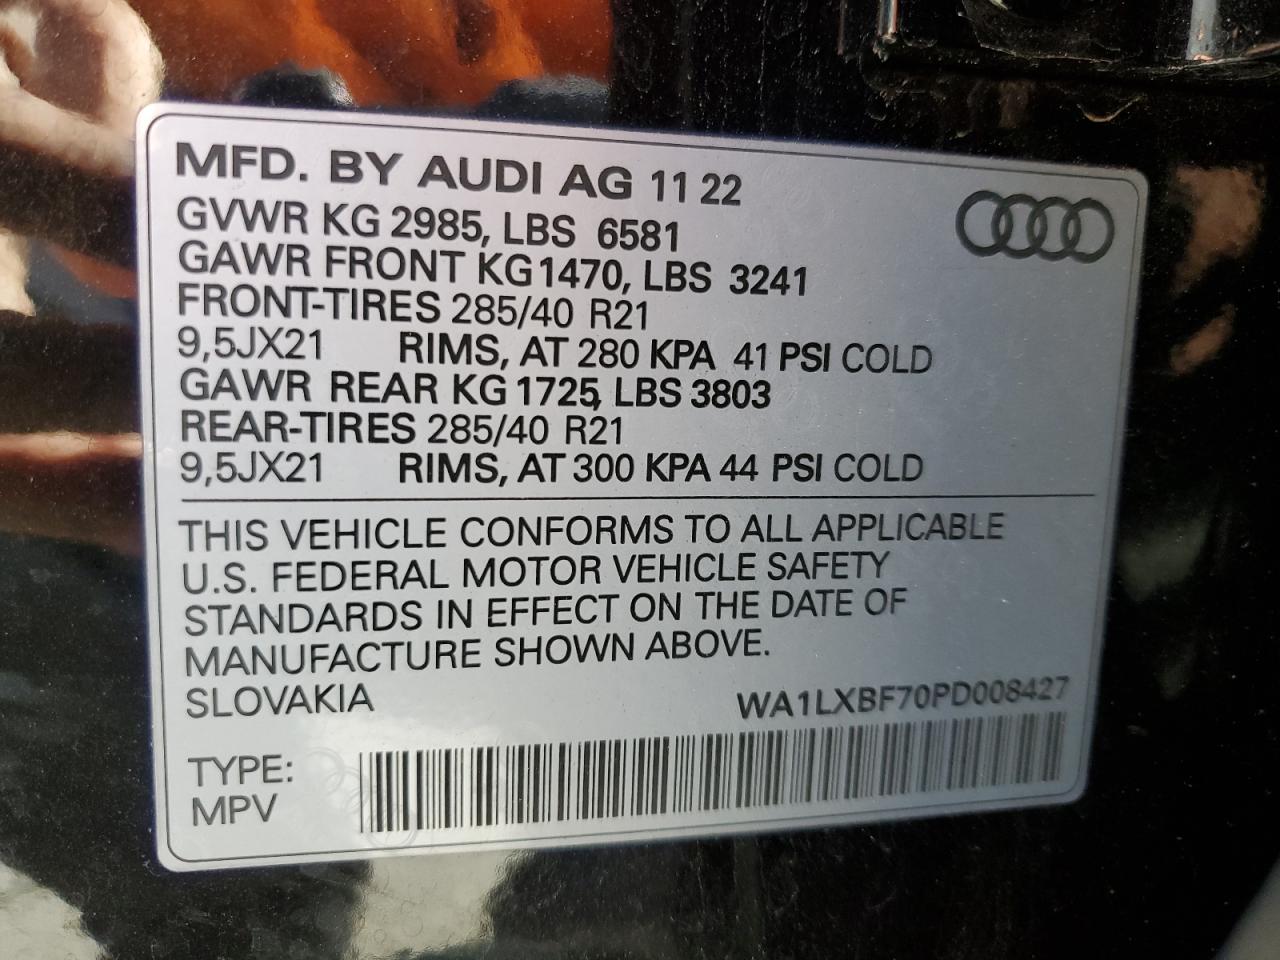 MFD. BY AUDI AG 11 22
GVWR KG 2985, LBS 6581
GAWR FRONT KG 1470, LBS 3241
FRONT-TIRES 285/40 R21
9,5JX21 RIMS, AT 280 KPA 41 PSI COLD
GAWR REAR KG 1725, LBS 3803
REAR-TIRES 285/40 R21
9,5JX21 RIMS, AT 300 KPA 44 PSI COLD
THIS VEHICLE CONFORMS TO ALL APPLICABLE
U.S. FEDERAL MOTOR VEHICLE SAFETY
STANDARDS IN EFFECT ON THE DATE OF
MANUFACTURE SHOWN ABOVE.
SLOVAKIA WA1LXBF70PD008427
TYPE:
MPV